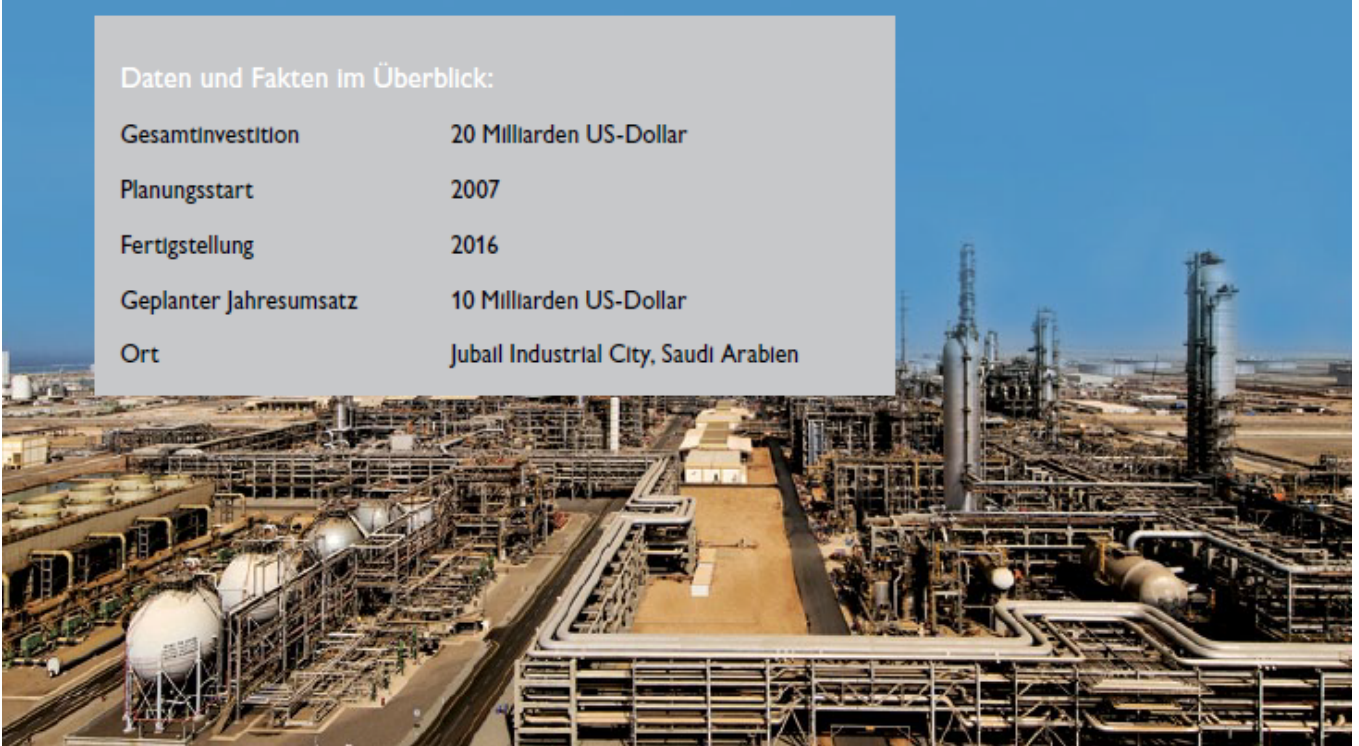 Daten und Fakten im Überblick:
Gesamtinvestition 20 Milliarden US-Dollar
Planungsstart 2007
Fertigstellung 2016
Geplanter Jahresumsatz 10 Milliarden US-Dollar
Ort Jubail Industrial City, Saudi Arabien